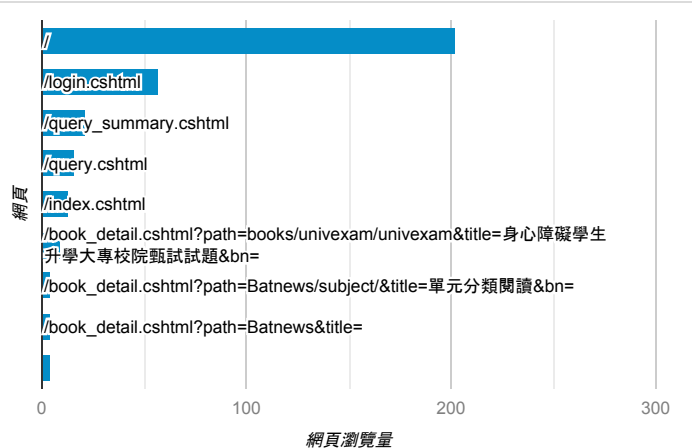 /
/login.cshtml
/query_summary.cshtml
/query.cshtml
/index.cshtml
/book_detail.cshtml?path=books/univexam/univexam&title=身心障礙學生
升學大專校院甄試試題&bn=
/book_detail.cshtml?path=Batnews/subject/&title=單元分類閱讀&bn=
/book_detail.cshtml?path=Batnews&title=
網頁
0
100
200
300
網頁瀏覽量